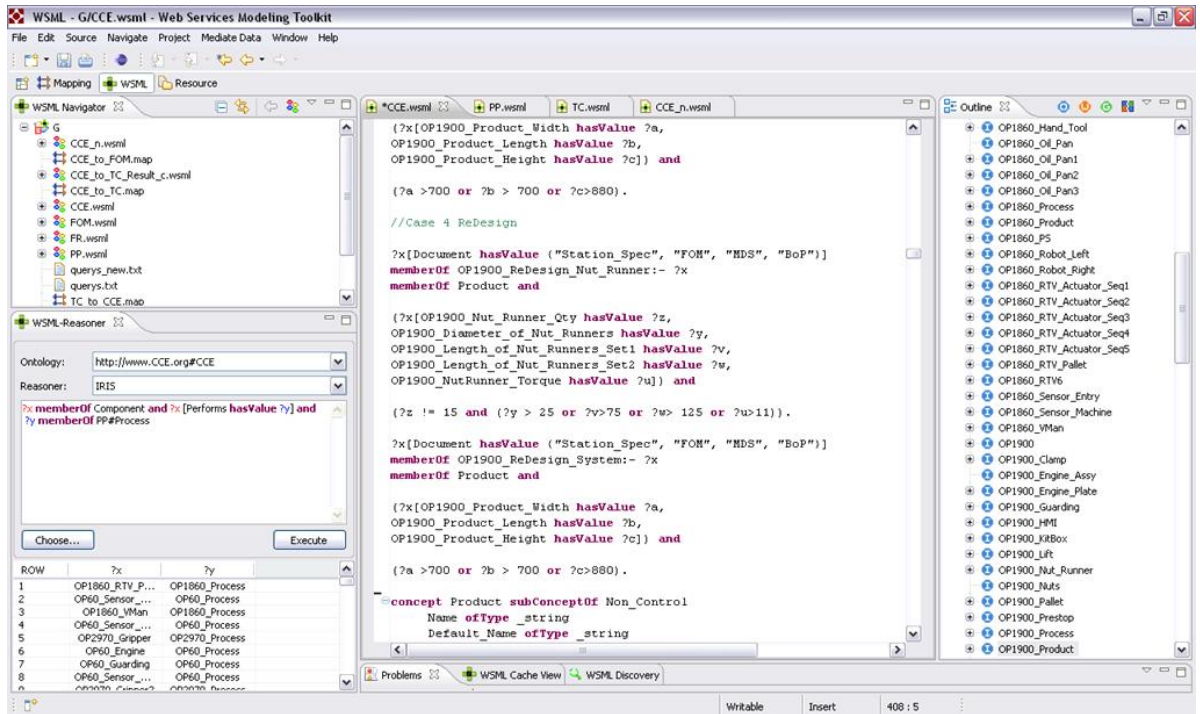 WSML - G/CCE.wsml - Web Services Modeling Toolkit
File Edit Source Navigate Project Mediate Data Window Help
Mapping WSML Resource
WSML Navigator
G
CCE_n.wsml
CCE_to_FOM.map
CCE_to_TC_Result_c.wsml
CCE_to_TC.map
CCE.wsml
FOM.wsml
FR.wsml
PP.wsml
querys_new.txt
querys.txt
TC_to_CCE.map
WSML-Reasoner
Ontology: http://www.CCE.org#CCE
Reasoner: IRIS
?x memberOf Component and ?x [Performs hasValue ?y] and
?y memberOf PP#Process
Choose... Execute
ROW ?x ?y
1 OP1860_RTV_P... OP1860_Process
2 OP60_Sensor_... OP60_Process
3 OP1860_VMan OP1860_Process
4 OP60_Sensor_... OP60_Process
5 OP2970_Gripper OP2970_Process
6 OP60_Engine OP60_Process
7 OP60_Guarding OP60_Process
8 OP60_Sensor_... OP60_Process
9 OP2970_Gripper2 OP2970_Process
*CCE.wsml PP.wsml TC.wsml CCE_n.wsml
(?x[OP1900_Product_Width hasValue ?a,
OP1900_Product_Length hasValue ?b,
OP1900_Product_Height hasValue ?c]) and
(?a >700 or ?b > 700 or ?c>880).
//Case 4 ReDesign
?x[Document hasValue ("Station_Spec", "FOM", "MDS", "BoP")]
memberOf OP1900_ReDesign_Nut_Runner:- ?x
memberOf Product and
(?x[OP1900_Nut_Runner_Qty hasValue ?z,
OP1900_Diameter_of_Nut_Runners hasValue ?y,
OP1900_Length_of_Nut_Runners_Set1 hasValue ?v,
OP1900_Length_of_Nut_Runners_Set2 hasValue ?w,
OP1900_NutRunner_Torque hasValue ?u]) and
(?z != 15 and (?y > 25 or ?v>75 or ?w> 125 or ?u>11)).
?x[Document hasValue ("Station_Spec", "FOM", "MDS", "BoP")]
memberOf OP1900_ReDesign_System:- ?x
memberOf Product and
(?x[OP1900_Product_Width hasValue ?a,
OP1900_Product_Length hasValue ?b,
OP1900_Product_Height hasValue ?c]) and
(?a >700 or ?b > 700 or ?c>880).
concept Product subConceptOf Non_Control
Name ofType _string
Default_Name ofType _string
Problems WSML Cache View WSML Discovery
Outline
OP1860_Hand_Tool
OP1860_Oil_Pan
OP1860_Oil_Pan1
OP1860_Oil_Pan2
OP1860_Oil_Pan3
OP1860_Process
OP1860_Product
OP1860_PS
OP1860_Robot_Left
OP1860_Robot_Right
OP1860_RTV_Actuator_Seq1
OP1860_RTV_Actuator_Seq2
OP1860_RTV_Actuator_Seq3
OP1860_RTV_Actuator_Seq4
OP1860_RTV_Actuator_Seq5
OP1860_RTV_Pallet
OP1860_RTV6
OP1860_Sensor_Entry
OP1860_Sensor_Machine
OP1860_VMan
OP1900
OP1900_Clamp
OP1900_Engine_Assy
OP1900_Engine_Plate
OP1900_Guarding
OP1900_HMI
OP1900_KitBox
OP1900_Lift
OP1900_Nut_Runner
OP1900_Nuts
OP1900_Pallet
OP1900_Prestop
OP1900_Process
OP1900_Product
Writable Insert 408 : 5